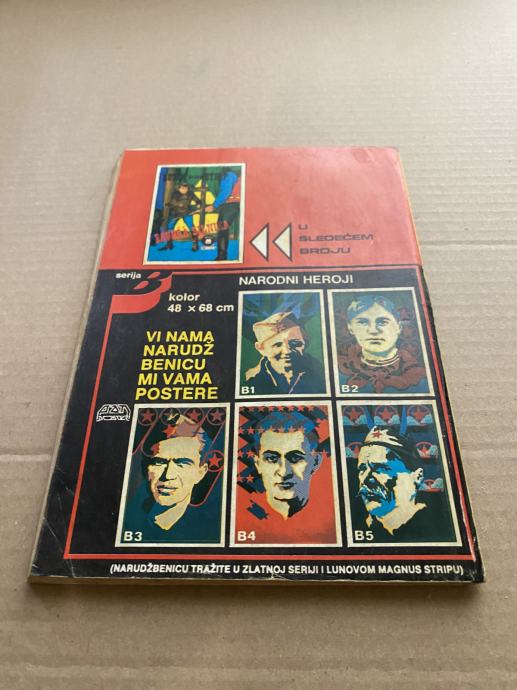 U
SLEDEĆEM
BROJU
serija
B
kolor
48 x 68 cm
NARODNI HEROJI
VI NAMA
NARUDŽ
BENICU
MI VAMA
POSTERE
B1
B2
B3
B4
B5
(NARUDŽBENICU TRAŽITE U ZLATNOJ SERIJI I LUNOVOM MAGNUS STRIPU)